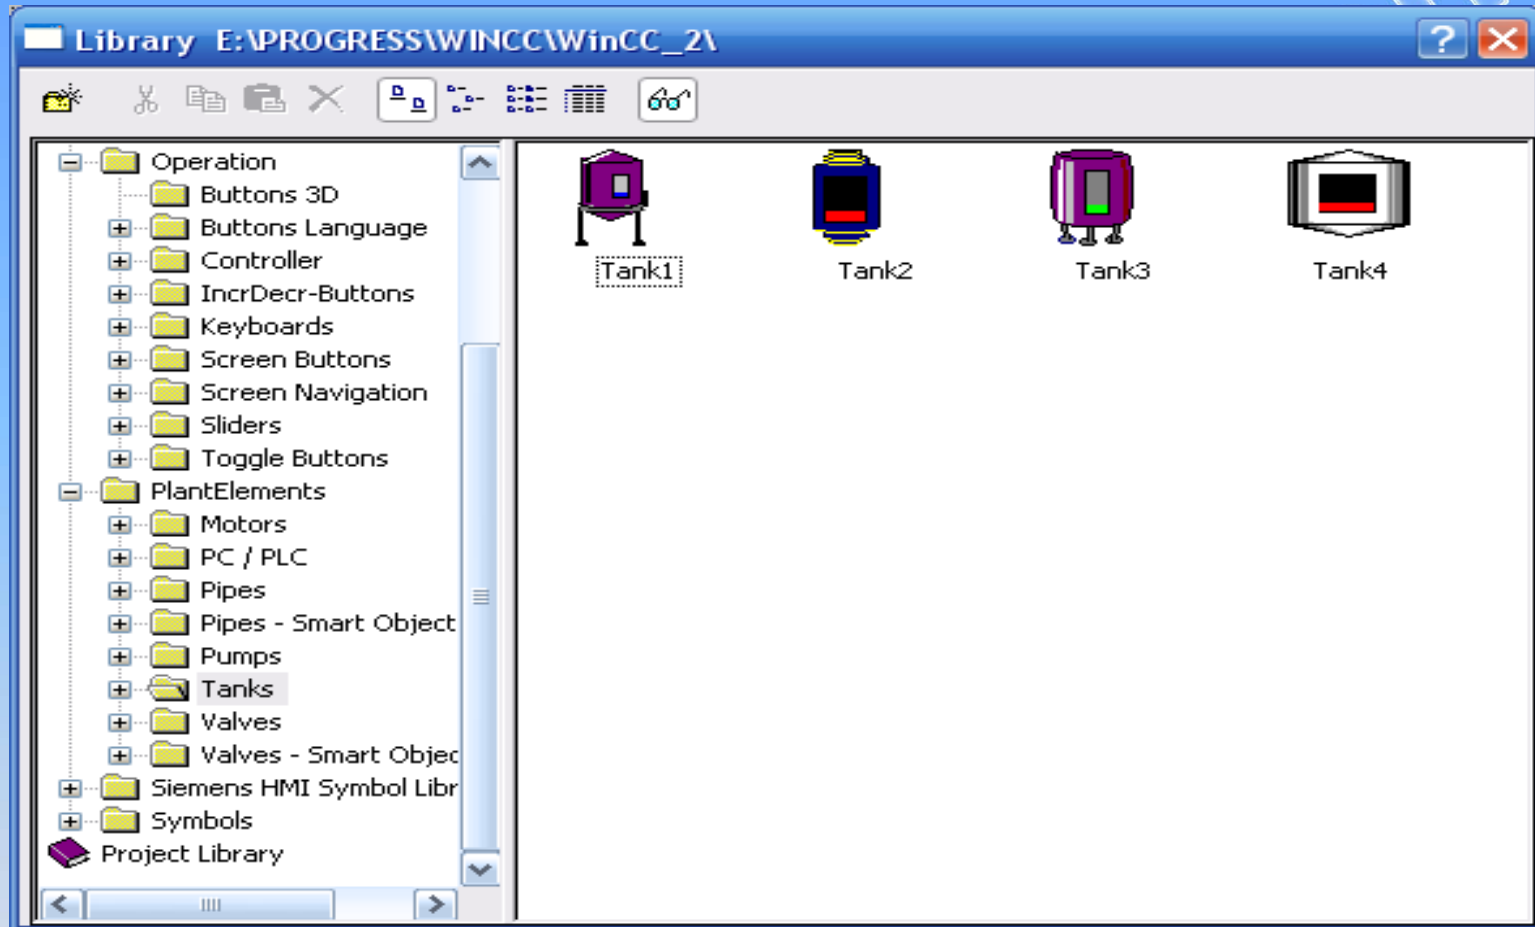 Library E:\PROGRESS\WINCC\WinCC_2\
Operation
Buttons 3D
Buttons Language
Controller
IncrDecr-Buttons
Keyboards
Screen Buttons
Screen Navigation
Sliders
Toggle Buttons
PlantElements
Motors
PC / PLC
Pipes
Pipes - Smart Object
Pumps
Tanks
Valves
Valves - Smart Objec
Siemens HMI Symbol Libr
Symbols
Project Library
Tank1 Tank2 Tank3 Tank4